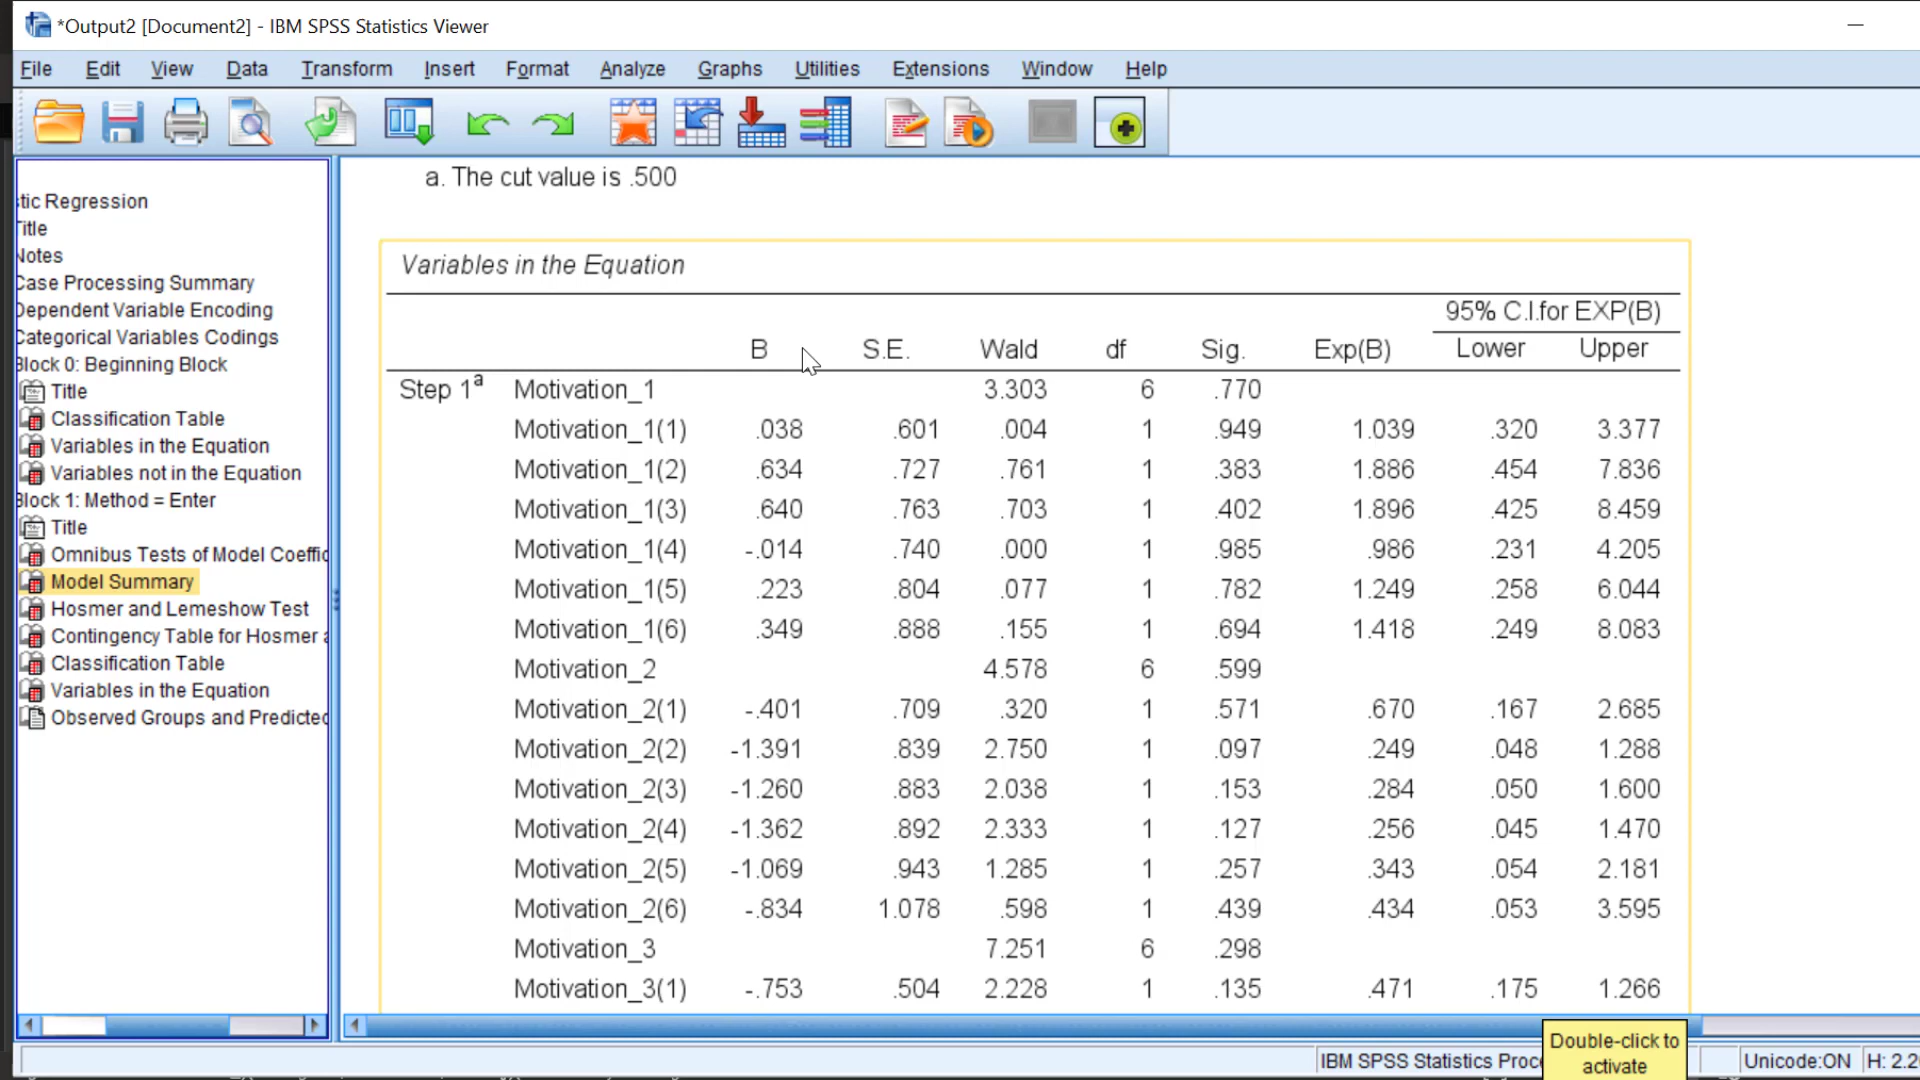 *Output2 [Document2] - IBM SPSS Statistics Viewer
File Edit View Data Transform Insert Format Analyze Graphs Utilities Extensions Window Help
tic Regression
Title
Notes
Case Processing Summary
Dependent Variable Encoding
Categorical Variables Codings
Block 0: Beginning Block
Title
Classification Table
Variables in the Equation
Variables not in the Equation
Block 1: Method = Enter
Title
Omnibus Tests of Model Coeffic
Model Summary
Hosmer and Lemeshow Test
Contingency Table for Hosmer a
Classification Table
Variables in the Equation
Observed Groups and Predicted
a. The cut value is .500
Variables in the Equation
95% C.I.for EXP(B)
B S.E. Wald df Sig. Exp(B) Lower Upper
Step 1a Motivation_1 3.303 6 .770
Motivation_1(1) .038 .601 .004 1 .949 1.039 .320 3.377
Motivation_1(2) .634 .727 .761 1 .383 1.886 .454 7.836
Motivation_1(3) .640 .763 .703 1 .402 1.896 .425 8.459
Motivation_1(4) -.014 .740 .000 1 .985 .986 .231 4.205
Motivation_1(5) .223 .804 .077 1 .782 1.249 .258 6.044
Motivation_1(6) .349 .888 .155 1 .694 1.418 .249 8.083
Motivation_2 4.578 6 .599
Motivation_2(1) -.401 .709 .320 1 .571 .670 .167 2.685
Motivation_2(2) -1.391 .839 2.750 1 .097 .249 .048 1.288
Motivation_2(3) -1.260 .883 2.038 1 .153 .284 .050 1.600
Motivation_2(4) -1.362 .892 2.333 1 .127 .256 .045 1.470
Motivation_2(5) -1.069 .943 1.285 1 .257 .343 .054 2.181
Motivation_2(6) -.834 1.078 .598 1 .439 .434 .053 3.595
Motivation_3 7.251 6 .298
Motivation_3(1) -.753 .504 2.228 1 .135 .471 .175 1.266
Double-click to
activate
IBM SPSS Statistics Proce Unicode:ON H: 2.2